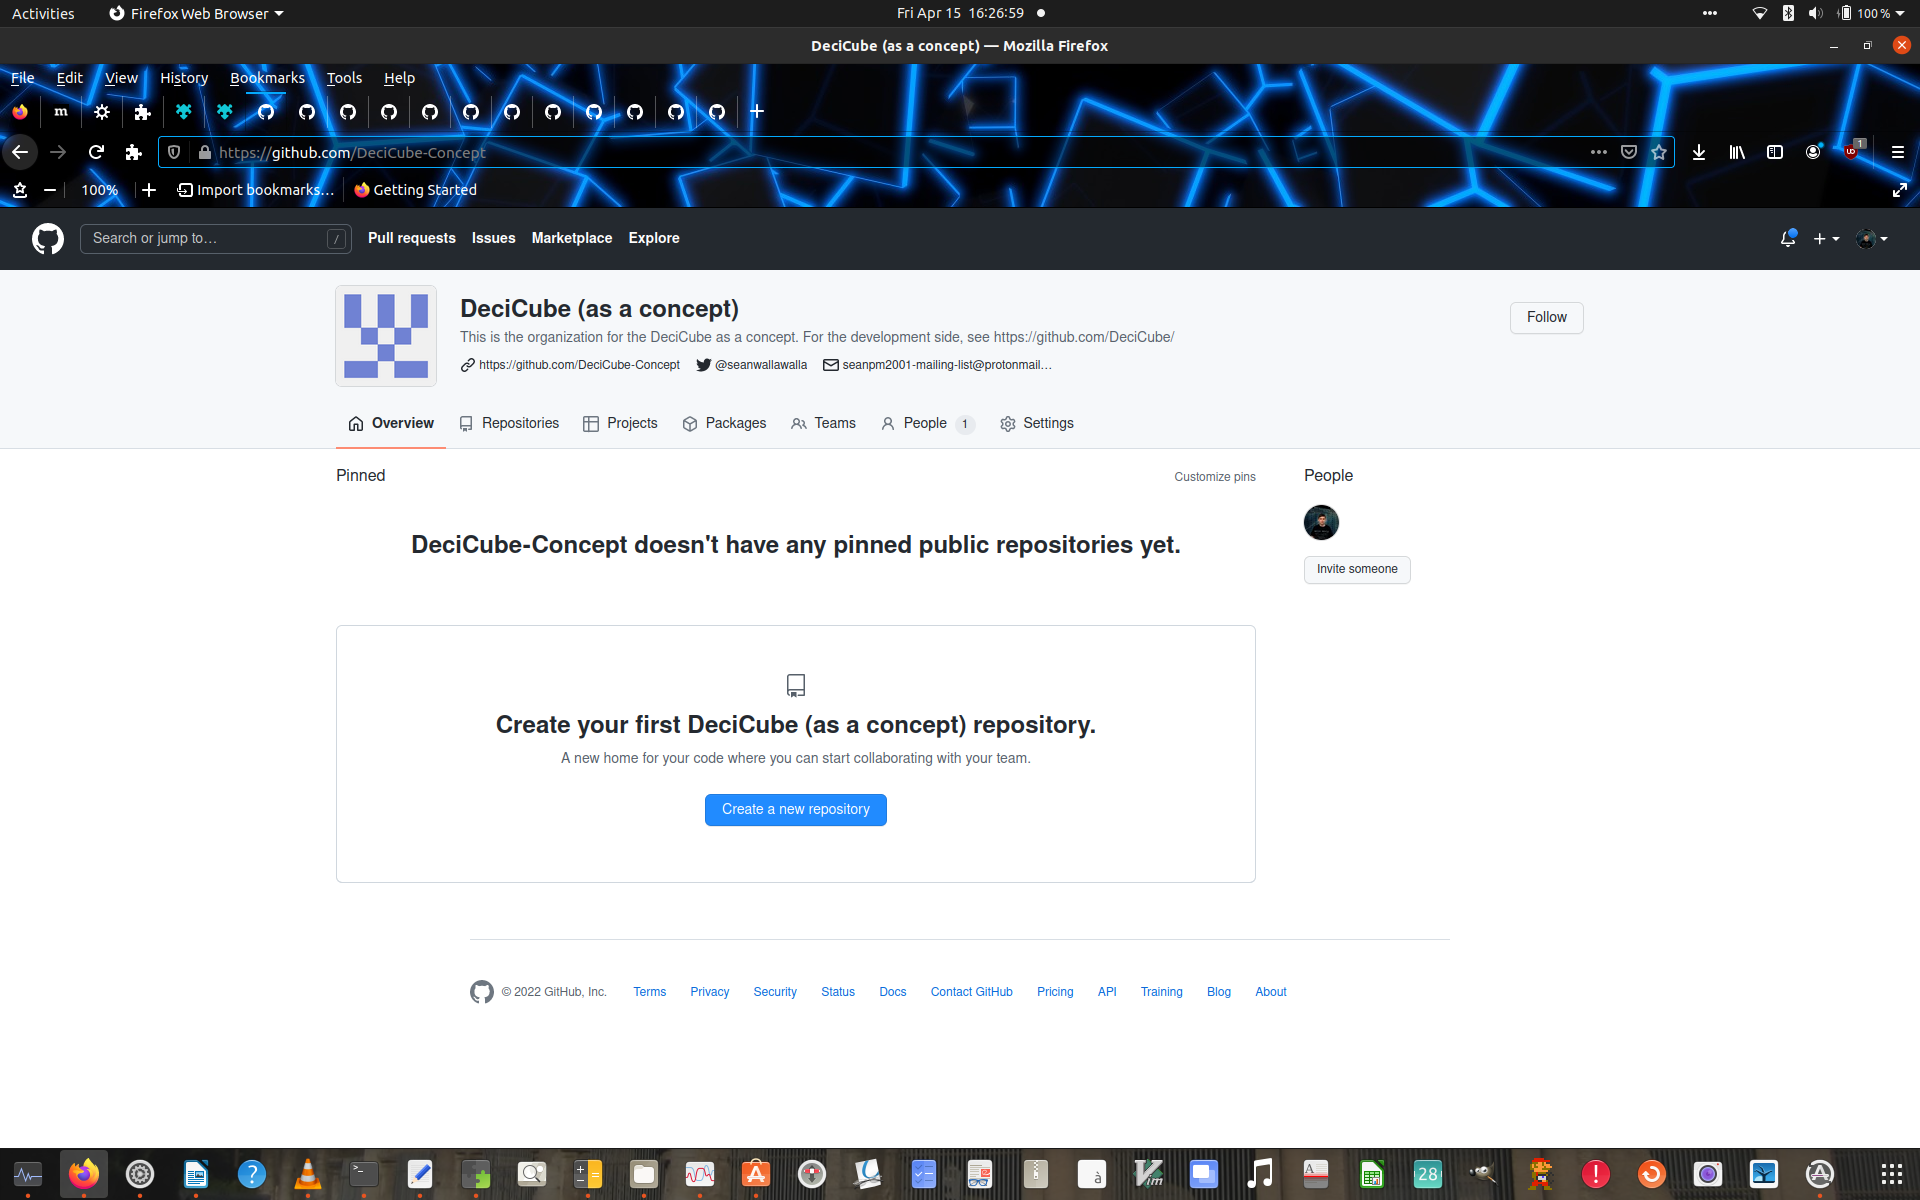 Activities Firefox Web Browser Fri Apr 15 16:26:59 100 %
DeciCube (as a concept) — Mozilla Firefox
File Edit View History Bookmarks Tools Help
m
https://github.com/DeciCube-Concept 1
100% Import bookmarks... Getting Started
Search or jump to... / Pull requests Issues Marketplace Explore
DeciCube (as a concept)
Follow
This is the organization for the DeciCube as a concept. For the development side, see https://github.com/DeciCube/
https://github.com/DeciCube-Concept @seanwallawalla seanpm2001-mailing-list@protonmail...
Overview Repositories Projects Packages Teams People 1 Settings
Pinned Customize pins People
DeciCube-Concept doesn't have any pinned public repositories yet.
Invite someone
Create your first DeciCube (as a concept) repository.
A new home for your code where you can start collaborating with your team.
Create a new repository
© 2022 GitHub, Inc. Terms Privacy Security Status Docs Contact GitHub Pricing API Training Blog About
? >_ à Vim A 28 !